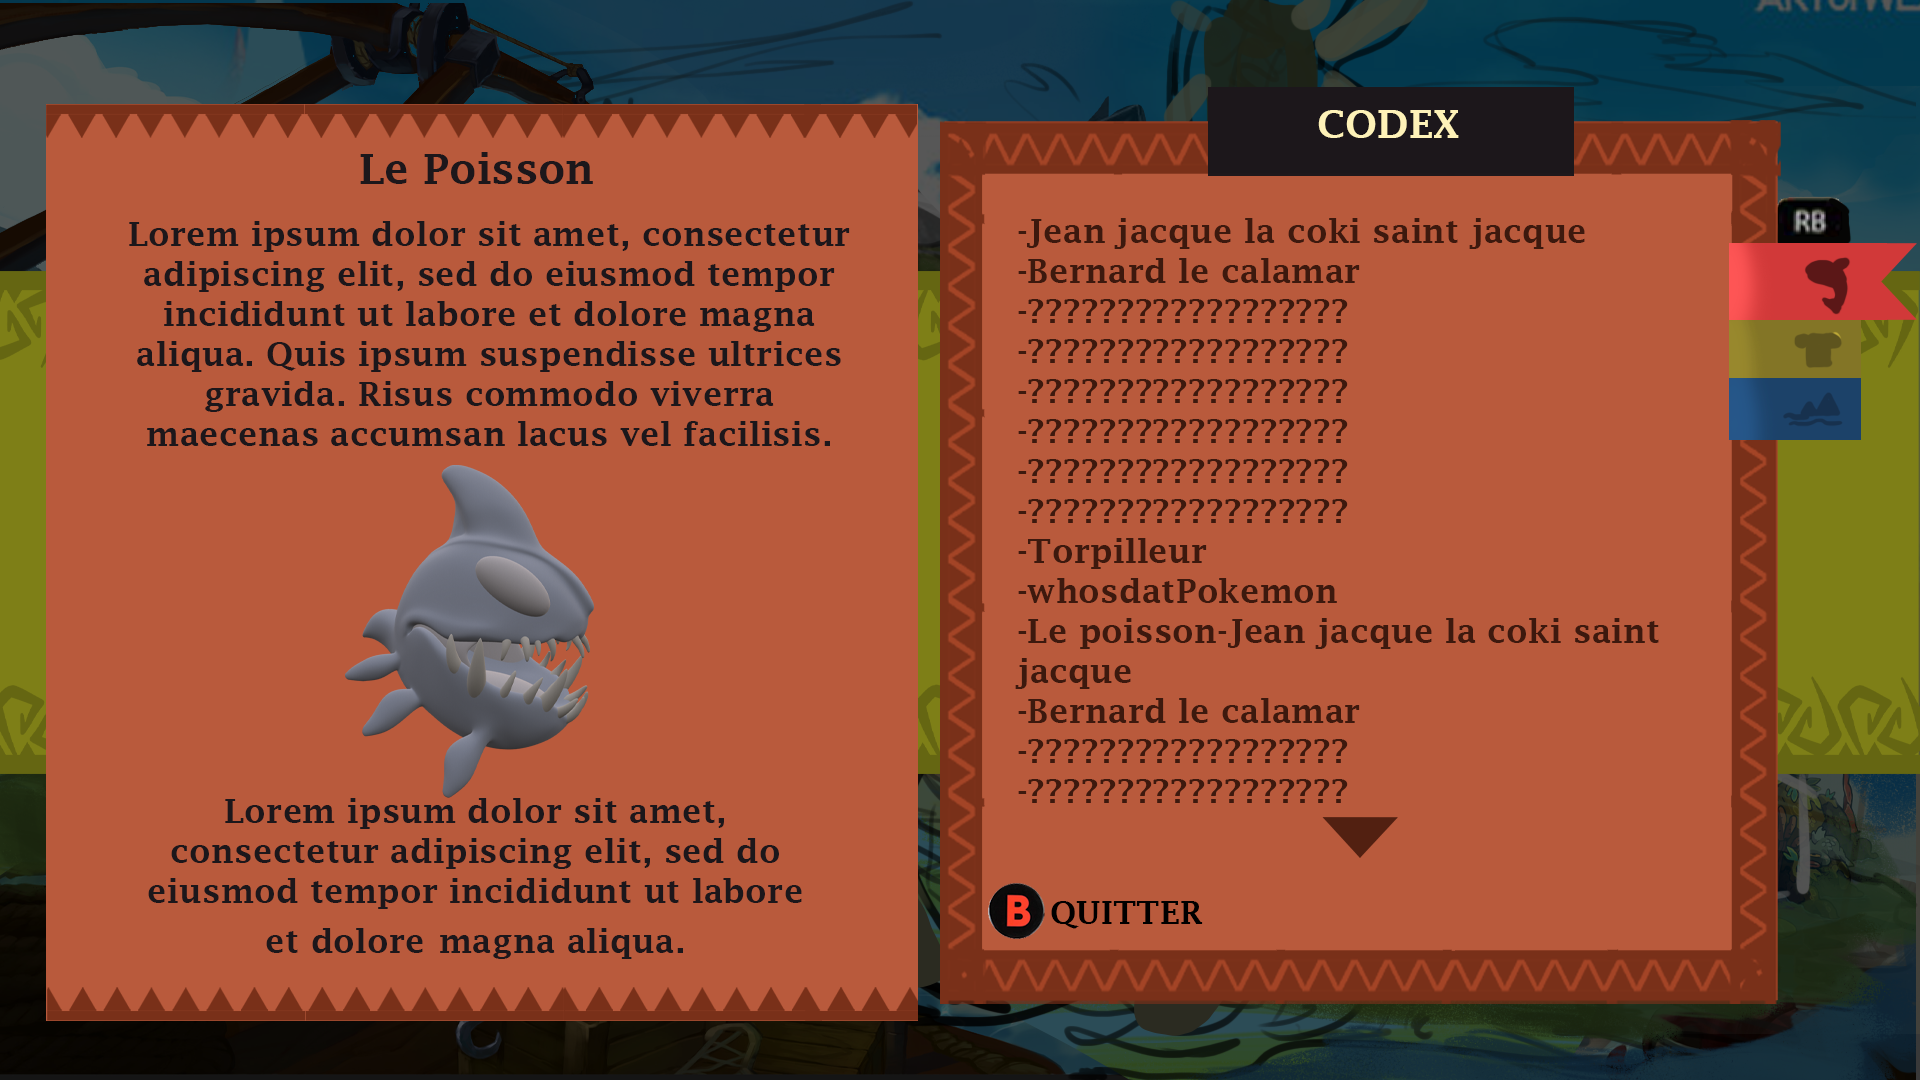 Le Poisson
Lorem ipsum dolor sit amet, consectetur
adipiscing elit, sed do eiusmod tempor
incididunt ut labore et dolore magna
aliqua. Quis ipsum suspendisse ultrices
gravida. Risus commodo viverra
maecenas accumsan lacus vel facilisis.
Lorem ipsum dolor sit amet,
consectetur adipiscing elit, sed do
eiusmod tempor incididunt ut labore
et dolore magna aliqua.
CODEX
-Jean jacque la coki saint jacque
-Bernard le calamar
-??????????????????
-??????????????????
-??????????????????
-??????????????????
-??????????????????
-??????????????????
-Torpilleur
-whosdatPokemon
-Le poisson-Jean jacque la coki saint
jacque
-Bernard le calamar
-??????????????????
-??????????????????
B QUITTER
RB